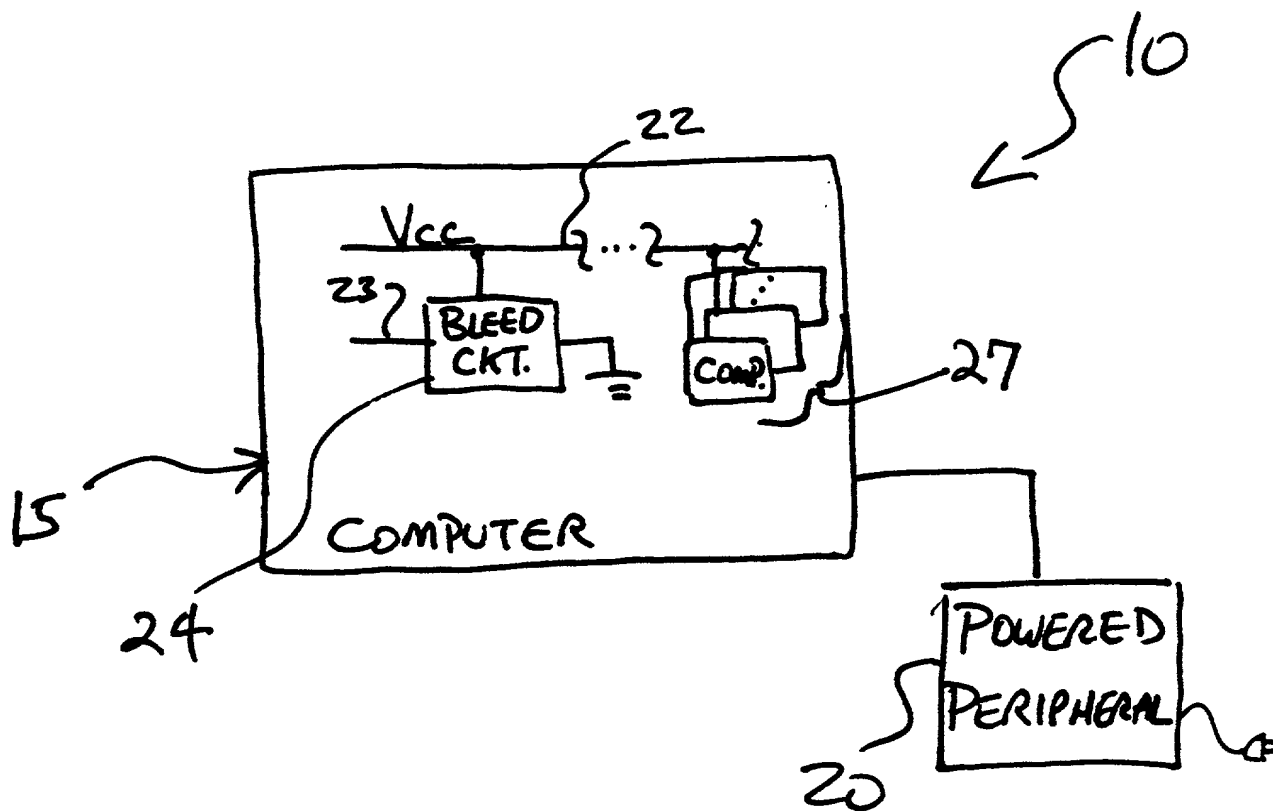 10
22
Vcc
...
23
BLEED
CKT.
COMP.
27
15
COMPUTER
24
POWERED
PERIPHERAL
20